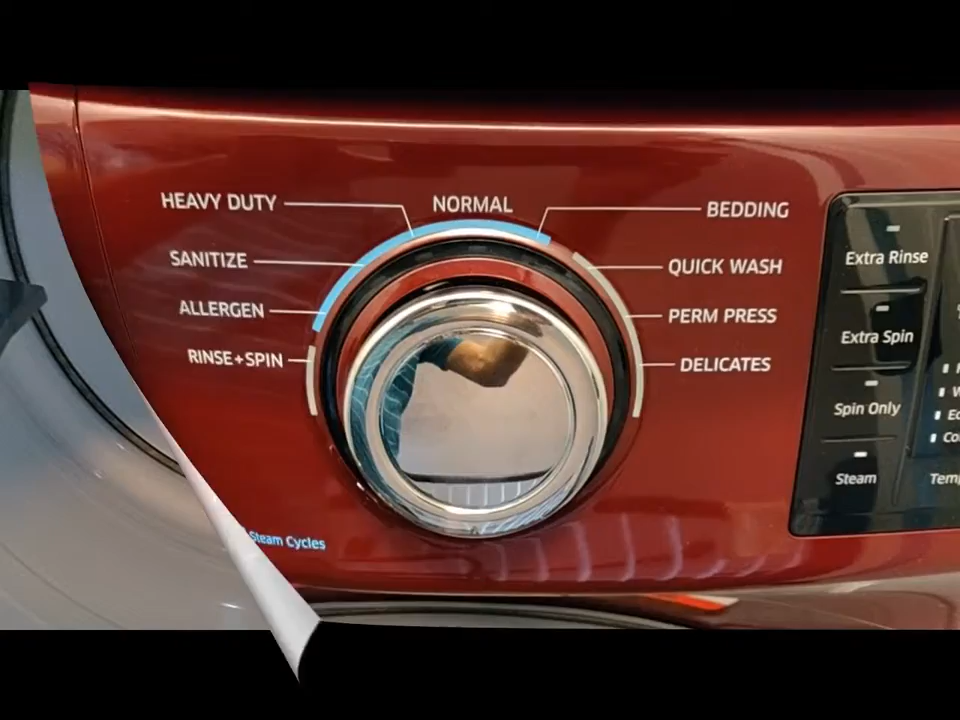 HEAVY DUTY
NORMAL
BEDDING
SANITIZE
QUICK WASH
ALLERGEN
PERM PRESS
RINSE+SPIN
DELICATES
Steam Cycles
Extra Rinse
Extra Spin
Spin Only
Steam